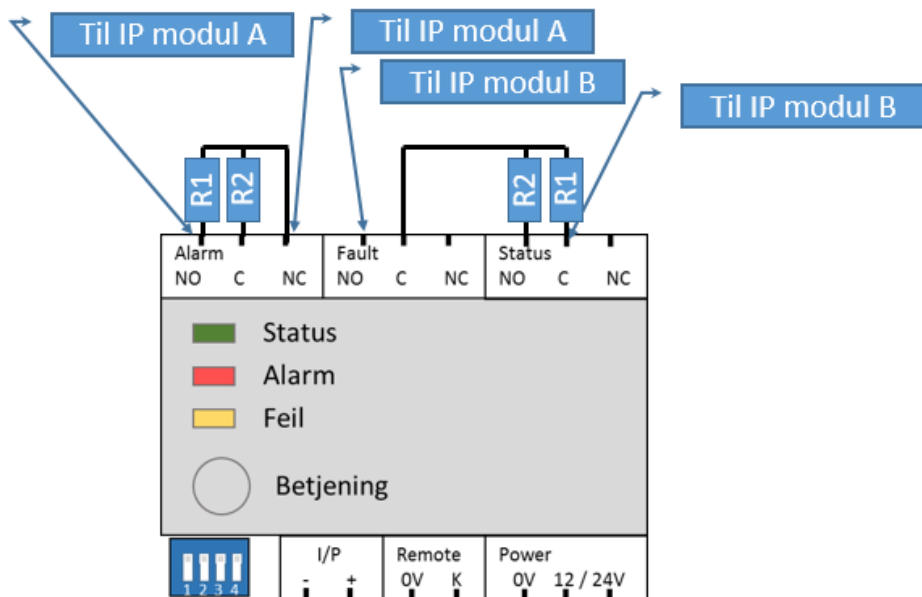 Til IP modul A
Til IP modul A
Til IP modul B
Til IP modul B
R1 R2 R2 R1
Alarm Fault Status
NO C NC NO C NC NO C NC
Status
Alarm
Feil
Betjening
I/P Remote Power
- + 0V K 0V 12 / 24V
1 2 3 4